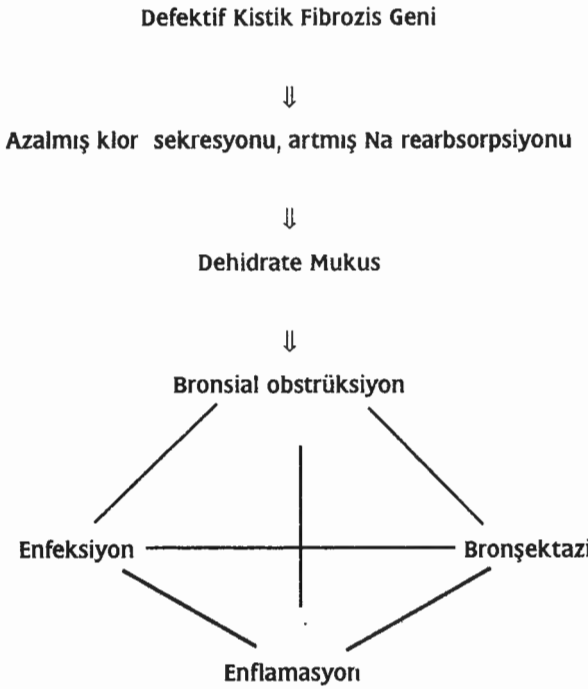 Defektif Kistik Fibrozis Geni
⇓
Azalmış klor sekresyonu, artmış Na rearbsorpsiyonu
⇓
Dehidrate Mukus
⇓
Bronsial obstrüksiyon
Enfeksiyon Bronşektazi
Enflamasyon